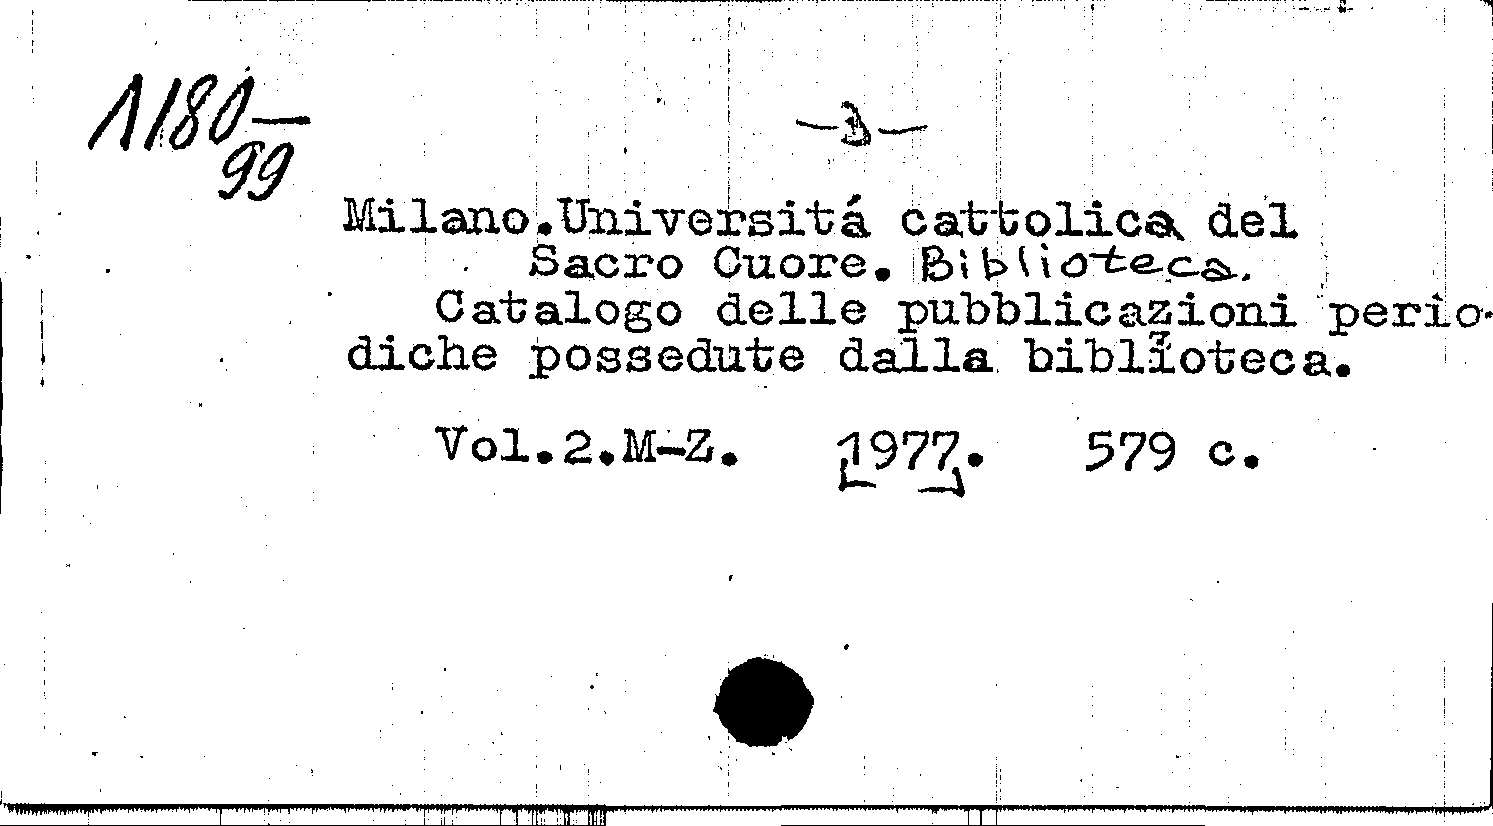 1180-
99
-3-
Milano.Universitá cattolica del
Sacro Cuore. Biblioteca.
Catalogo delle pubblicazioni perio-
diche possedute dalla biblioteca.
Vol.2.M-Z. 1977. 579 c.